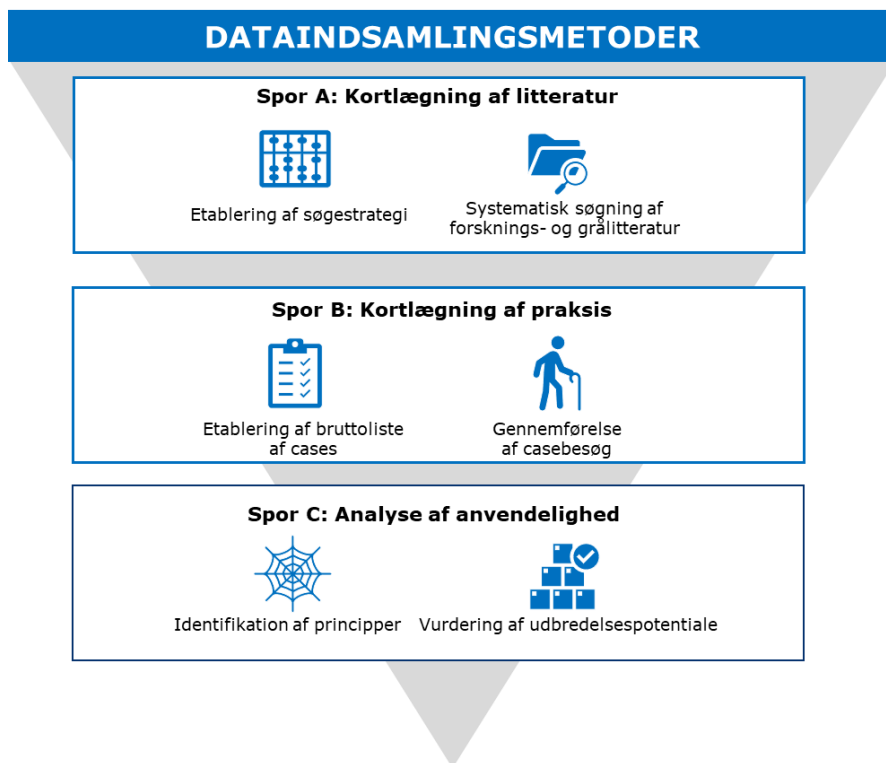 DATAINDSAMLINGSMETODER
Spor A: Kortlægning af litteratur
Etablering af søgestrategi
Systematisk søgning af
forsknings- og grålitteratur
Spor B: Kortlægning af praksis
Etablering af bruttoliste
af cases
Gennemførelse
af casebesøg
Spor C: Analyse af anvendelighed
Identifikation af principper
Vurdering af udbredelsespotentiale